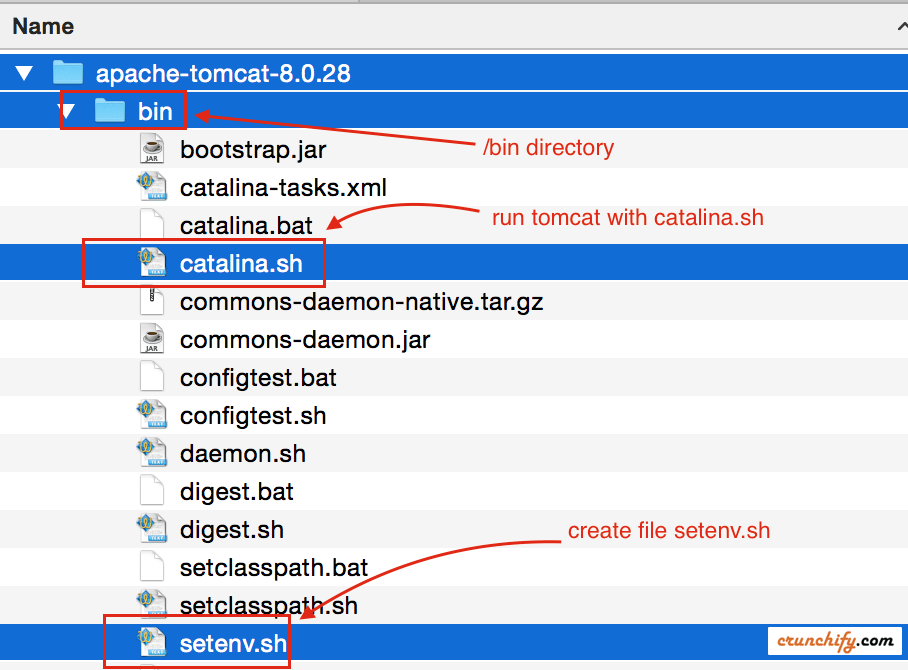 Name
apache-tomcat-8.0.28
bin
/bin directory
bootstrap.jar
JAR
catalina-tasks.xml
catalina.bat
run tomcat with catalina.sh
catalina.sh
commons-daemon-native.tar.gz
commons-daemon.jar
JAR
configtest.bat
configtest.sh
daemon.sh
digest.bat
digest.sh
create file setenv.sh
setclasspath.bat
setclasspath.sh
setenv.sh
crunchify.com